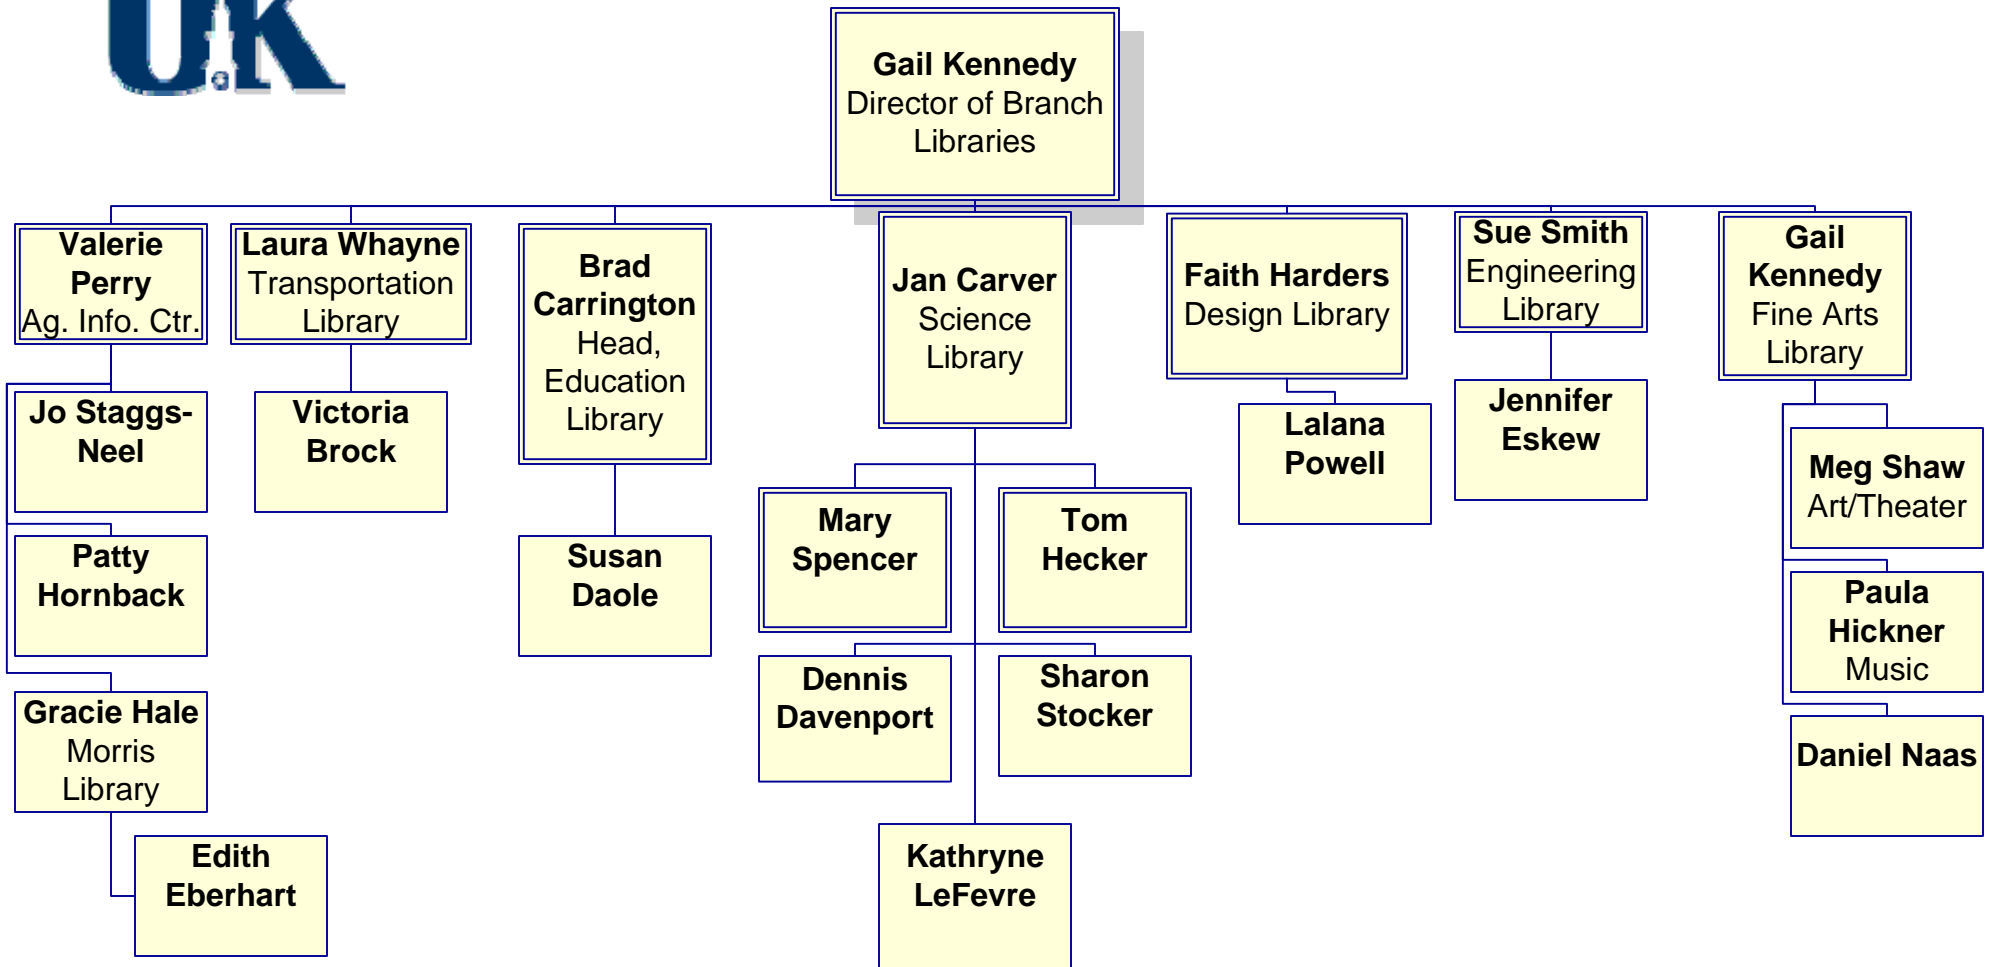 UK
Gail Kennedy
Director of Branch
Libraries
Valerie
Perry
Ag. Info. Ctr.
Laura Whayne
Transportation
Library
Brad
Carrington
Head,
Education
Library
Jan Carver
Science
Library
Faith Harders
Design Library
Sue Smith
Engineering
Library
Gail
Kennedy
Fine Arts
Library
Jo Staggs-
Neel
Victoria
Brock
Lalana
Powell
Jennifer
Eskew
Meg Shaw
Art/Theater
Patty
Hornback
Susan
Daole
Mary
Spencer
Tom
Hecker
Paula
Hickner
Music
Gracie Hale
Morris
Library
Dennis
Davenport
Sharon
Stocker
Daniel Naas
Edith
Eberhart
Kathryne
LeFevre